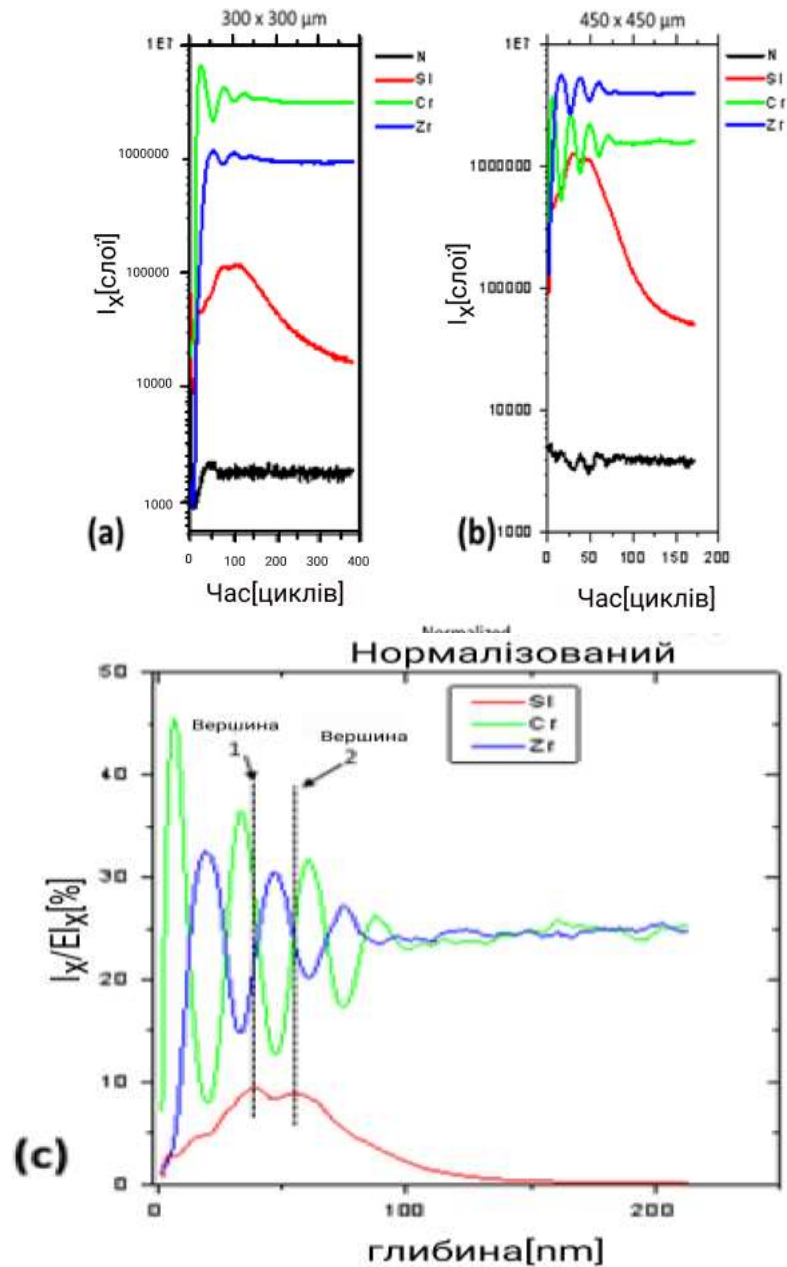 300 x 300 µm
1E7
1000000
100000
10000
1000
0
100
200
300
400
N
Si
Cr
Zr
Iχ[слої]
Час[циклів]
(a)
450 x 450 µm
1E7
1000000
100000
10000
1000
0
50
100
150
200
N
Si
Cr
Zr
Iχ[слої]
Час[циклів]
(b)
Normalized
Нормалізований
50
40
30
20
10
0
0
100
200
Вершина
1
Вершина
2
Si
Cr
Zr
Iχ/EIχ[%]
глибина[nm]
(c)